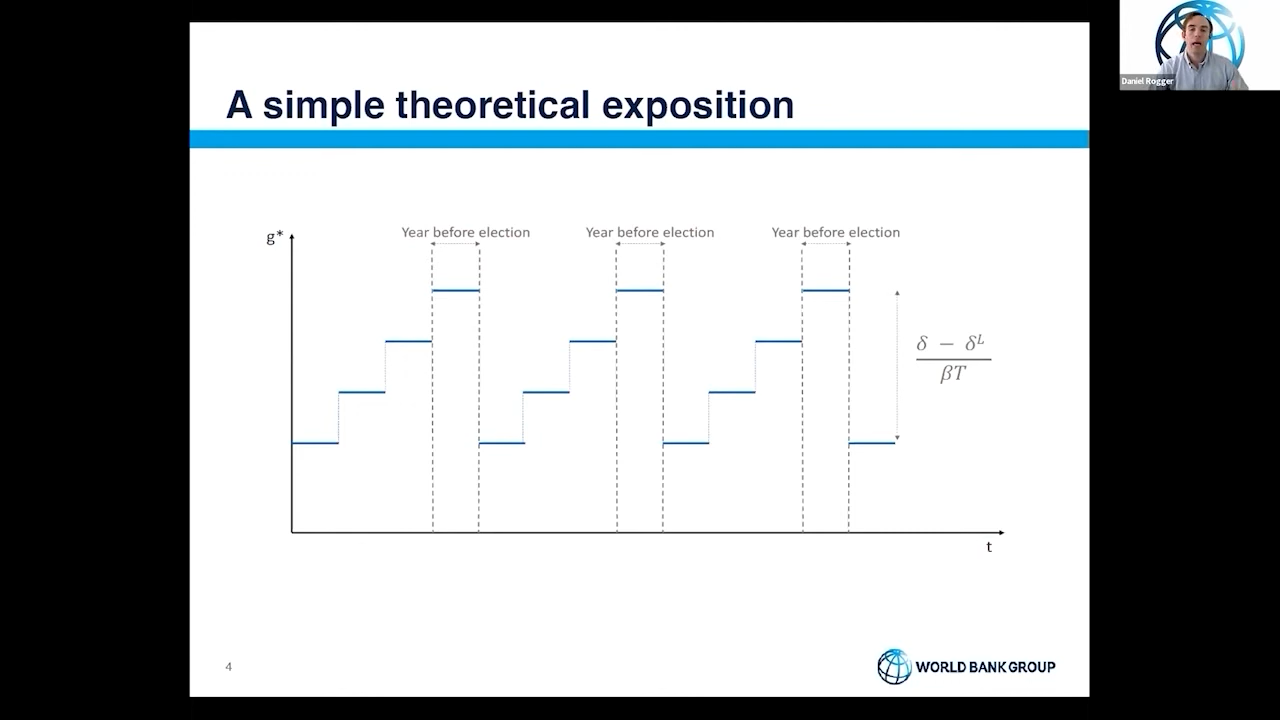 Daniel Rogger
A simple theoretical exposition
Year before election
Year before election
Year before election
g*
δ − δᴸ
βT
t
4
WORLD BANK GROUP